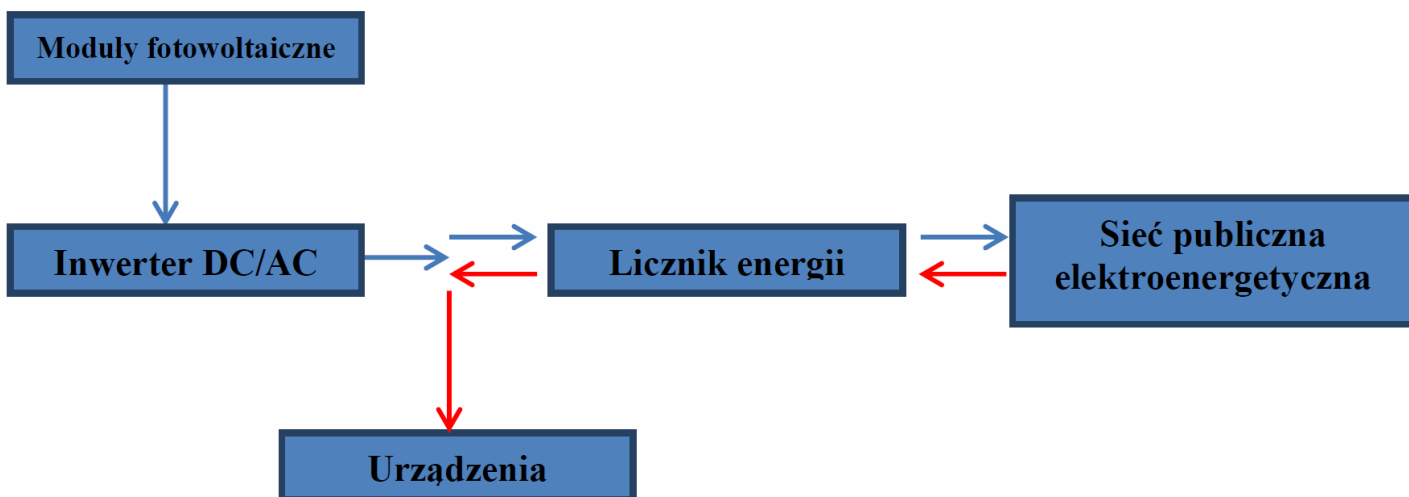 Moduły fotowoltaiczne
Inwerter DC/AC
Licznik energii
Sieć publiczna
elektroenergetyczna
Urządzenia